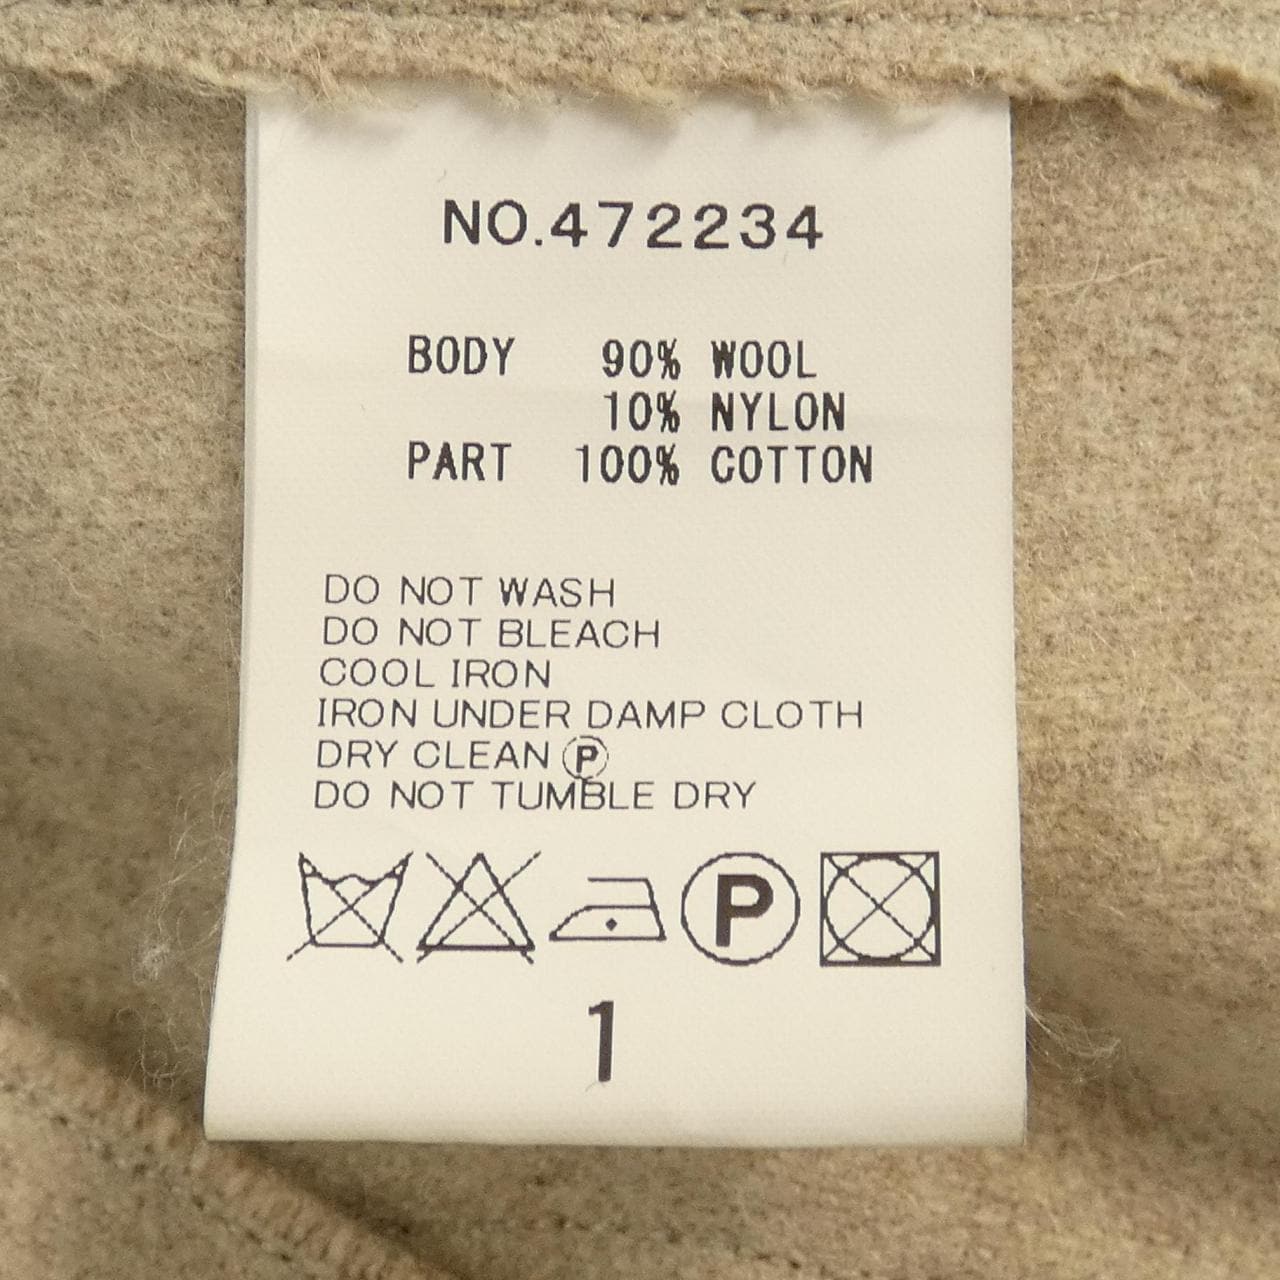 NO.472234
BODY 90% WOOL
10% NYLON
PART 100% COTTON
DO NOT WASH
DO NOT BLEACH
COOL IRON
IRON UNDER DAMP CLOTH
DRY CLEAN Ⓟ
DO NOT TUMBLE DRY
P
1